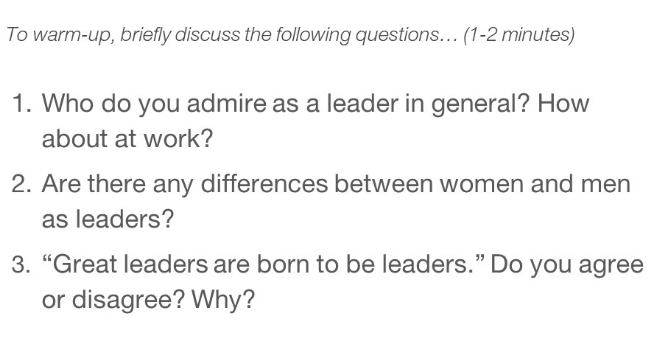 To warm-up, briefly discuss the following questions… (1-2 minutes)
1. Who do you admire as a leader in general? How
about at work?
2. Are there any differences between women and men
as leaders?
3. “Great leaders are born to be leaders.” Do you agree
or disagree? Why?